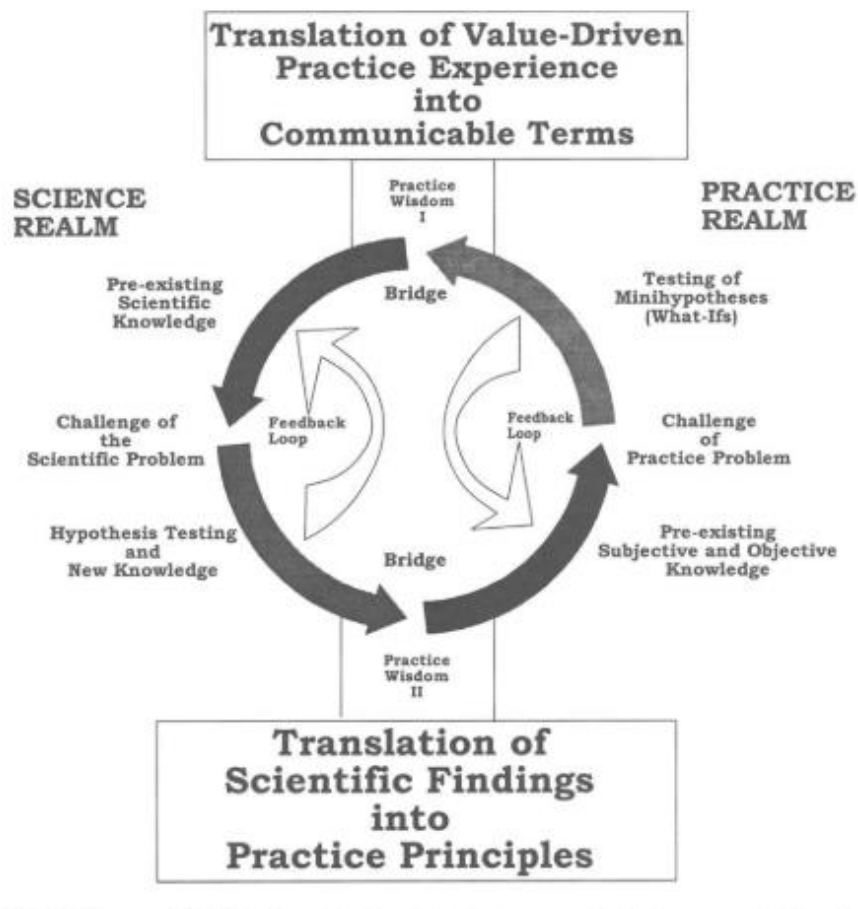 Translation of Value-Driven
Practice Experience
into
Communicable Terms
SCIENCE
REALM
Practice
Wisdom
I
PRACTICE
REALM
Bridge
Pre-existing
Scientific
Knowledge
Testing of
Minihypotheses
(What-Ifs)
Challenge of
the
Scientific Problem
Feedback
Loop
Feedback
Loop
Challenge
of
Practice Problem
Hypothesis Testing
and
New Knowledge
Bridge
Pre-existing
Subjective and Objective
Knowledge
Practice
Wisdom
II
Translation of
Scientific Findings
into
Practice Principles